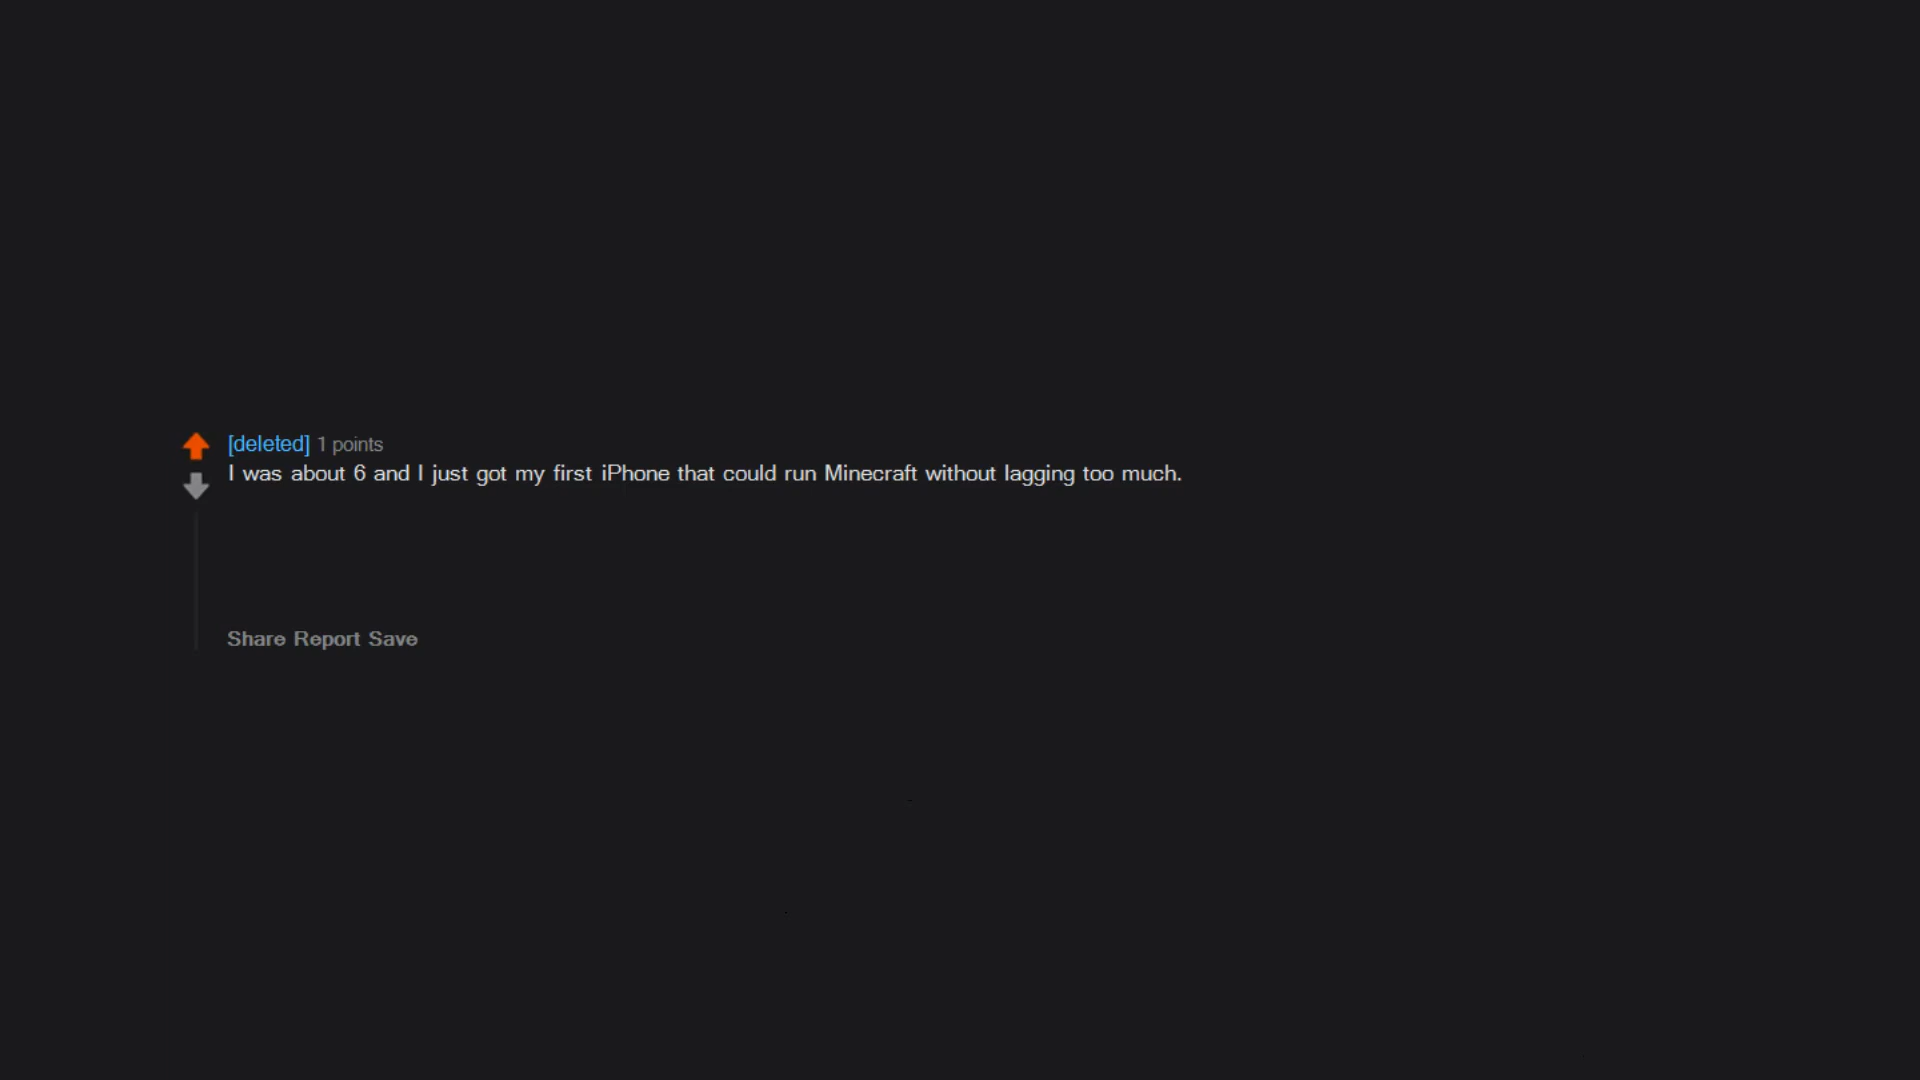 [deleted] 1 points
I was about 6 and I just got my first iPhone that could run Minecraft without lagging too much.
Share Report Save